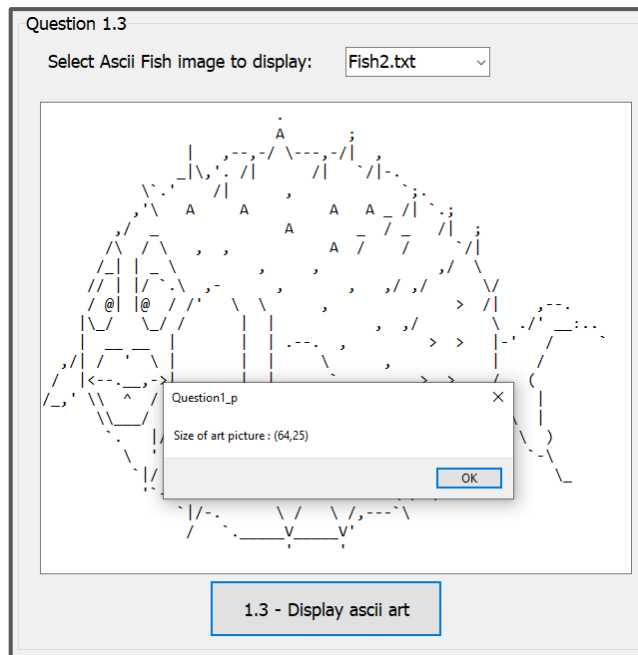 Question 1.3
Select Ascii Fish image to display:
Fish2.txt
Question1_p
Size of art picture : (64,25)
OK
1.3 - Display ascii art